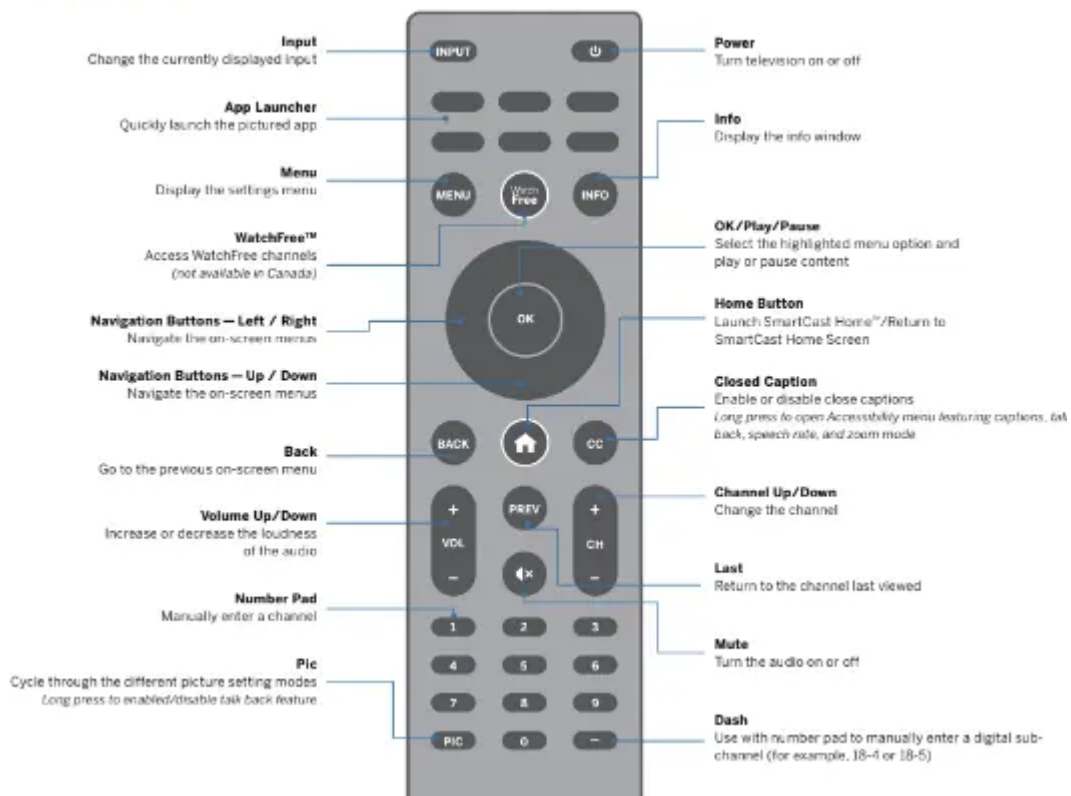 Input
Change the currently displayed input
App Launcher
Quickly launch the pictured app
Menu
Display the settings menu
WatchFree™
Access WatchFree channels
(not available in Canada)
Navigation Buttons — Left / Right
Navigate the on-screen menus
Navigation Buttons — Up / Down
Navigate the on-screen menus
Back
Go to the previous on-screen menu
Volume Up/Down
Increase or decrease the loudness
of the audio
Number Pad
Manually enter a channel
Pic
Cycle through the different picture setting modes
Long press to enabled/disable talk back feature
INPUT
MENU
Watch
Free
INFO
OK
BACK
CC
+
VOL
−
PREV
+
CH
−
1 2 3
4 5 6
7 8 9
PIC 0 −
Power
Turn television on or off
Info
Display the info window
OK/Play/Pause
Select the highlighted menu option and
play or pause content
Home Button
Launch SmartCast Home™/Return to
SmartCast Home Screen
Closed Caption
Enable or disable close captions
Long press to open Accessibility menu featuring captions, tal
back, speech rate, and zoom mode
Channel Up/Down
Change the channel
Last
Return to the channel last viewed
Mute
Turn the audio on or off
Dash
Use with number pad to manually enter a digital sub-
channel (for example, 18-4 or 18-5)